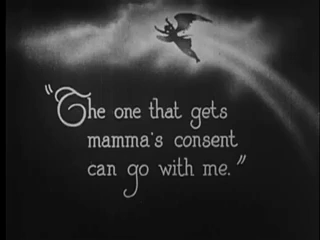 "The one that gets
mamma's consent
can go with me."